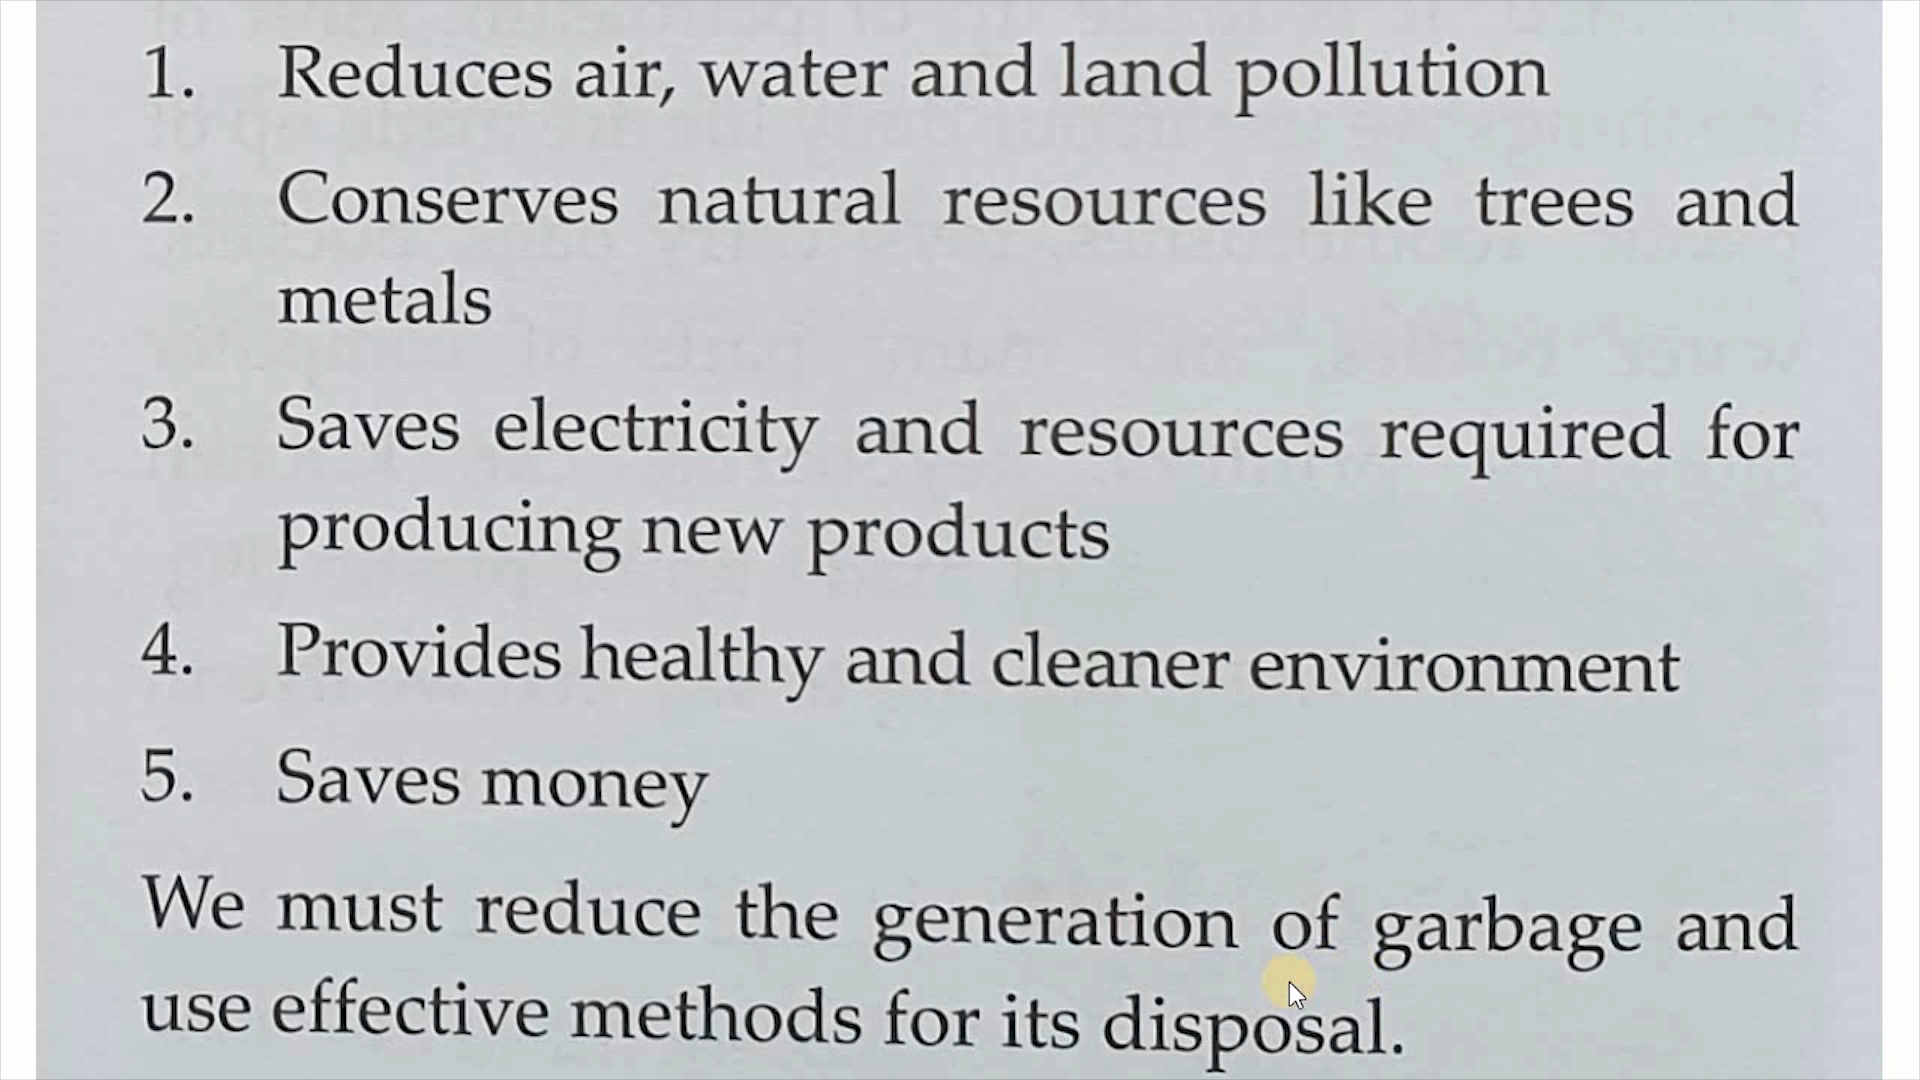 1. Reduces air, water and land pollution
2. Conserves natural resources like trees and
metals
3. Saves electricity and resources required for
producing new products
4. Provides healthy and cleaner environment
5. Saves money
We must reduce the generation of garbage and
use effective methods for its disposal.